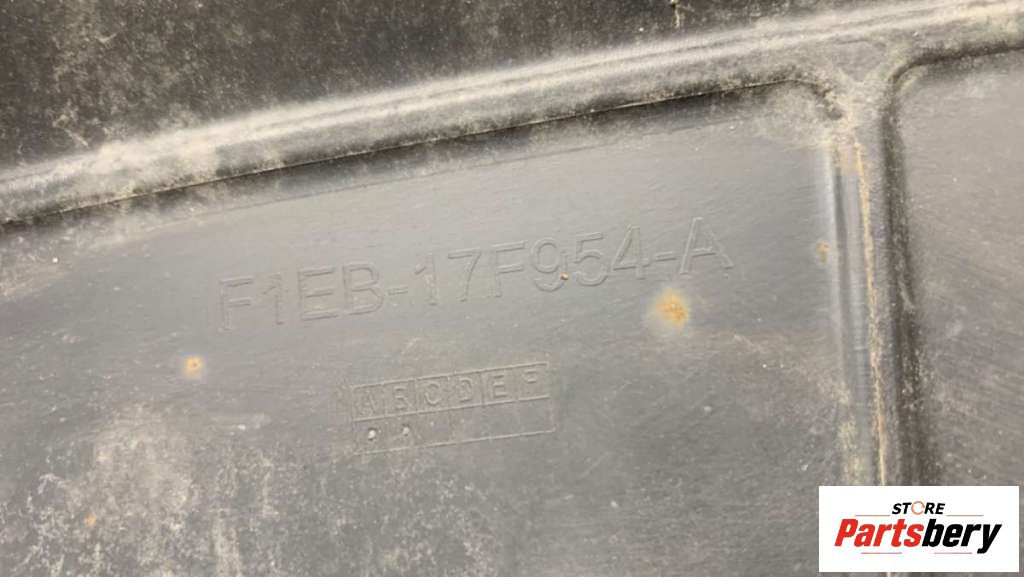 F1EB-17F954-A
A B C D E F
STORE
Partsbery